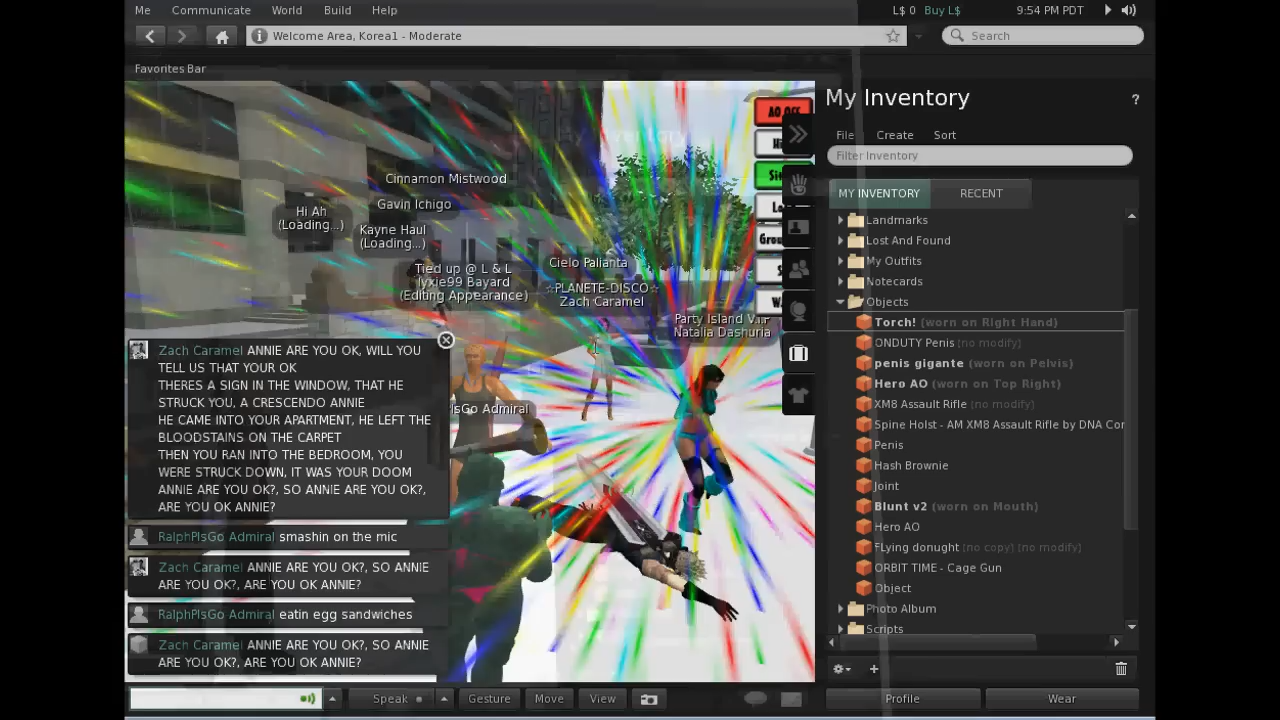 Me Communicate World Build Help L$ 0 Buy L$ 9:54 PM PDT
Welcome Area, Korea1 - Moderate Search
Favorites Bar
My Inventory ?
File Create Sort
Filter Inventory
MY INVENTORY RECENT
Landmarks
Lost And Found
My Outfits
Notecards
Objects
Torch! (worn on Right Hand)
ONDUTY Penis (no modify)
penis gigante (worn on Pelvis)
Hero AO (worn on Top Right)
XM8 Assault Rifle (no modify)
Spine Holst - AM XM8 Assault Rifle by DNA Cor
Penis
Hash Brownie
Joint
Blunt v2 (worn on Mouth)
Hero AO
FLying donught (no copy) (no modify)
ORBIT TIME - Cage Gun
Object
Photo Album
Scripts
Profile Wear
AO OFF
Cinnamon Mistwood
Gavin Ichigo
Hi Ah
(Loading...)
Kayne Haul
(Loading...)
Tied up @ L & L
lyxie99 Bayard
(Editing Appearance)
Cielo Palianta
☆PLANETE-DISCO☆
Zach Caramel
Party Island V.I.P
Natalia Dashuria
lsGo Admiral
Zach Caramel ANNIE ARE YOU OK, WILL YOU
TELL US THAT YOUR OK
THERES A SIGN IN THE WINDOW, THAT HE
STRUCK YOU, A CRESCENDO ANNIE
HE CAME INTO YOUR APARTMENT, HE LEFT THE
BLOODSTAINS ON THE CARPET
THEN YOU RAN INTO THE BEDROOM, YOU
WERE STRUCK DOWN, IT WAS YOUR DOOM
ANNIE ARE YOU OK?, SO ANNIE ARE YOU OK?,
ARE YOU OK ANNIE?
RalphPlsGo Admiral smashin on the mic
Zach Caramel ANNIE ARE YOU OK?, SO ANNIE
ARE YOU OK?, ARE YOU OK ANNIE?
RalphPlsGo Admiral eatin egg sandwiches
Zach Caramel ANNIE ARE YOU OK?, SO ANNIE
ARE YOU OK?, ARE YOU OK ANNIE?
Speak Gesture Move View